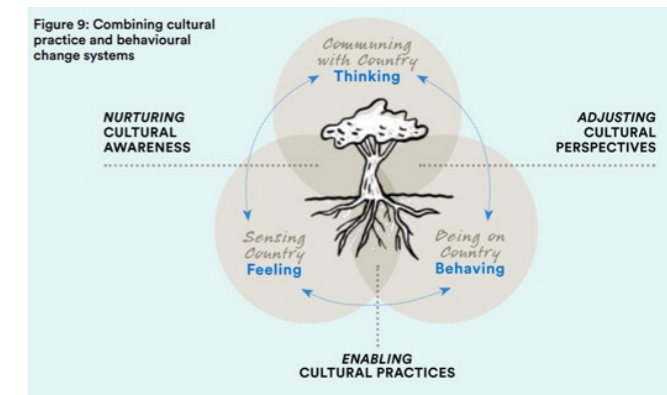 Figure 9: Combining cultural
practice and behavioural
change systems
Communing
with Country
Thinking
NURTURING
CULTURAL
AWARENESS
ADJUSTING
CULTURAL
PERSPECTIVES
Sensing
Country
Feeling
Being on
Country
Behaving
ENABLING
CULTURAL PRACTICES